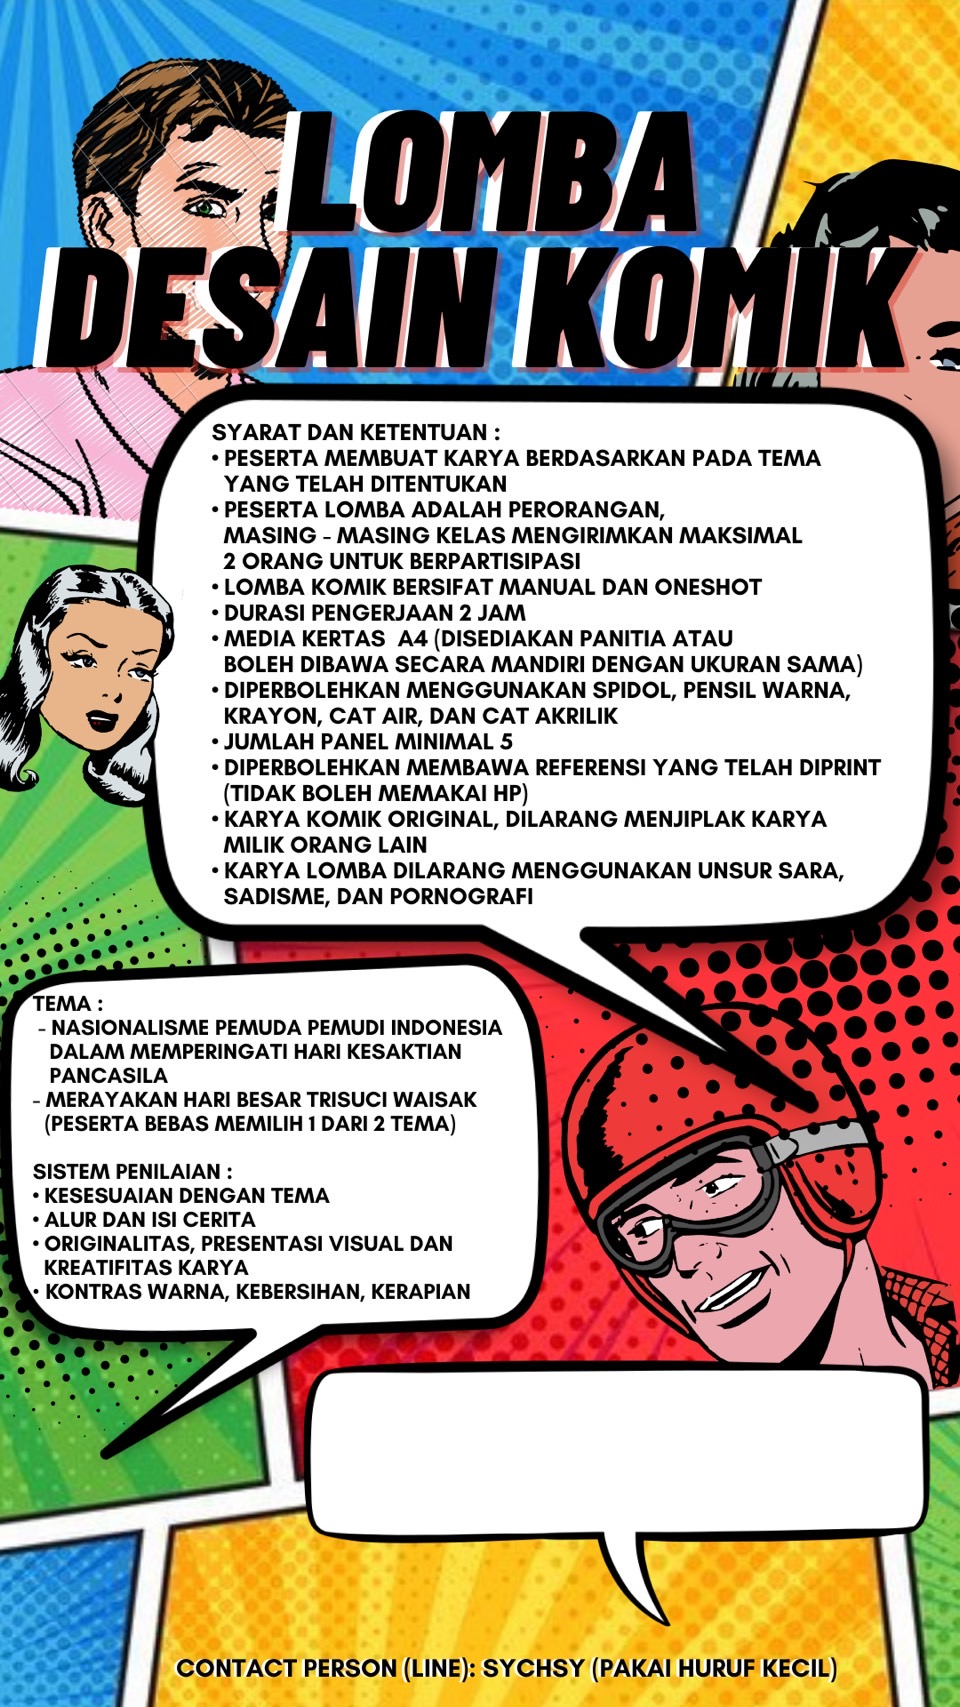 LOMBA
DESAIN KOMIK
SYARAT DAN KETENTUAN :
• PESERTA MEMBUAT KARYA BERDASARKAN PADA TEMA
YANG TELAH DITENTUKAN
• PESERTA LOMBA ADALAH PERORANGAN,
MASING - MASING KELAS MENGIRIMKAN MAKSIMAL
2 ORANG UNTUK BERPARTISIPASI
• LOMBA KOMIK BERSIFAT MANUAL DAN ONESHOT
• DURASI PENGERJAAN 2 JAM
• MEDIA KERTAS  A4 (DISEDIAKAN PANITIA ATAU
BOLEH DIBAWA SECARA MANDIRI DENGAN UKURAN SAMA)
• DIPERBOLEHKAN MENGGUNAKAN SPIDOL, PENSIL WARNA,
KRAYON, CAT AIR, DAN CAT AKRILIK
• JUMLAH PANEL MINIMAL 5
• DIPERBOLEHKAN MEMBAWA REFERENSI YANG TELAH DIPRINT
(TIDAK BOLEH MEMAKAI HP)
• KARYA KOMIK ORIGINAL, DILARANG MENJIPLAK KARYA
MILIK ORANG LAIN
• KARYA LOMBA DILARANG MENGGUNAKAN UNSUR SARA,
SADISME, DAN PORNOGRAFI
TEMA :
- NASIONALISME PEMUDA PEMUDI INDONESIA
DALAM MEMPERINGATI HARI KESAKTIAN
PANCASILA
- MERAYAKAN HARI BESAR TRISUCI WAISAK
(PESERTA BEBAS MEMILIH 1 DARI 2 TEMA)
SISTEM PENILAIAN :
• KESESUAIAN DENGAN TEMA
• ALUR DAN ISI CERITA
• ORIGINALITAS, PRESENTASI VISUAL DAN
KREATIFITAS KARYA
• KONTRAS WARNA, KEBERSIHAN, KERAPIAN
CONTACT PERSON (LINE): SYCHSY (PAKAI HURUF KECIL)